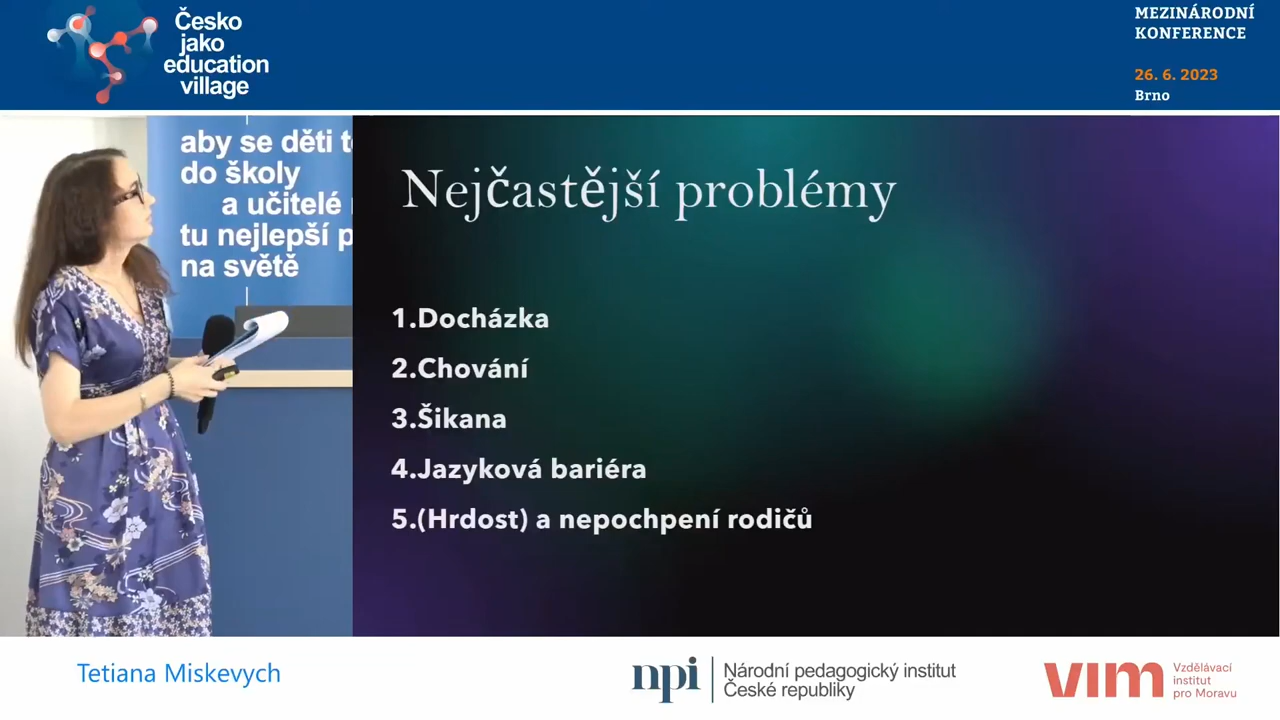 Česko
jako
education
village
MEZINÁRODNÍ
KONFERENCE
26. 6. 2023
Brno
aby se děti
do školy
a učitelé
tu nejlepší
na světě
Nejčastější problémy
1.Docházka
2.Chování
3.Šikana
4.Jazyková bariéra
5.(Hrdost) a nepochpení rodičů
Tetiana Miskevych
npi
Národní pedagogický institut
České republiky
vim
Vzdělávací
institut
pro Moravu